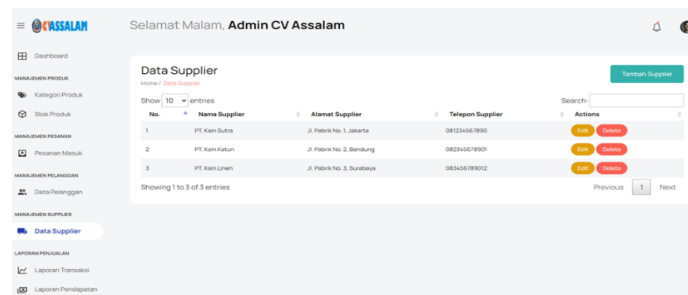 CVASSALAM
Selamat Malam, Admin CV Assalam
Dashboard
MANAJEMEN PRODUK
Kategori Produk
Stok Produk
MANAJEMEN PESANAN
Pesanan Masuk
MANAJEMEN PELANGGAN
Data Pelanggan
MANAJEMEN SUPPLIER
Data Supplier
LAPORAN PENJUALAN
Laporan Transaksi
Laporan Pendapatan
Data Supplier
Home / Data Supplier
Tambah Supplier
Show 10 entries
Search:
No. Nama Supplier Alamat Supplier Telepon Supplier Actions
1 PT. Kain Sutra Jl. Pabrik No. 1, Jakarta 081234567890 Edit Delete
2 PT. Kain Katun Jl. Pabrik No. 2, Bandung 082345678901 Edit Delete
3 PT. Kain Linen Jl. Pabrik No. 3, Surabaya 083456789012 Edit Delete
Showing 1 to 3 of 3 entries
Previous 1 Next